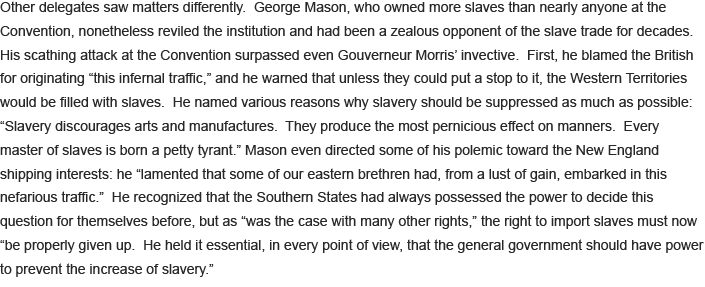 Other delegates saw matters differently.  George Mason, who owned more slaves than nearly anyone at the
Convention, nonetheless reviled the institution and had been a zealous opponent of the slave trade for decades.
His scathing attack at the Convention surpassed even Gouverneur Morris’ invective.  First, he blamed the British
for originating “this infernal traffic,” and he warned that unless they could put a stop to it, the Western Territories
would be filled with slaves.  He named various reasons why slavery should be suppressed as much as possible:
“Slavery discourages arts and manufactures.  They produce the most pernicious effect on manners.  Every
master of slaves is born a petty tyrant.” Mason even directed some of his polemic toward the New England
shipping interests: he “lamented that some of our eastern brethren had, from a lust of gain, embarked in this
nefarious traffic.”  He recognized that the Southern States had always possessed the power to decide this
question for themselves before, but as “was the case with many other rights,” the right to import slaves must now
“be properly given up.  He held it essential, in every point of view, that the general government should have power
to prevent the increase of slavery.”